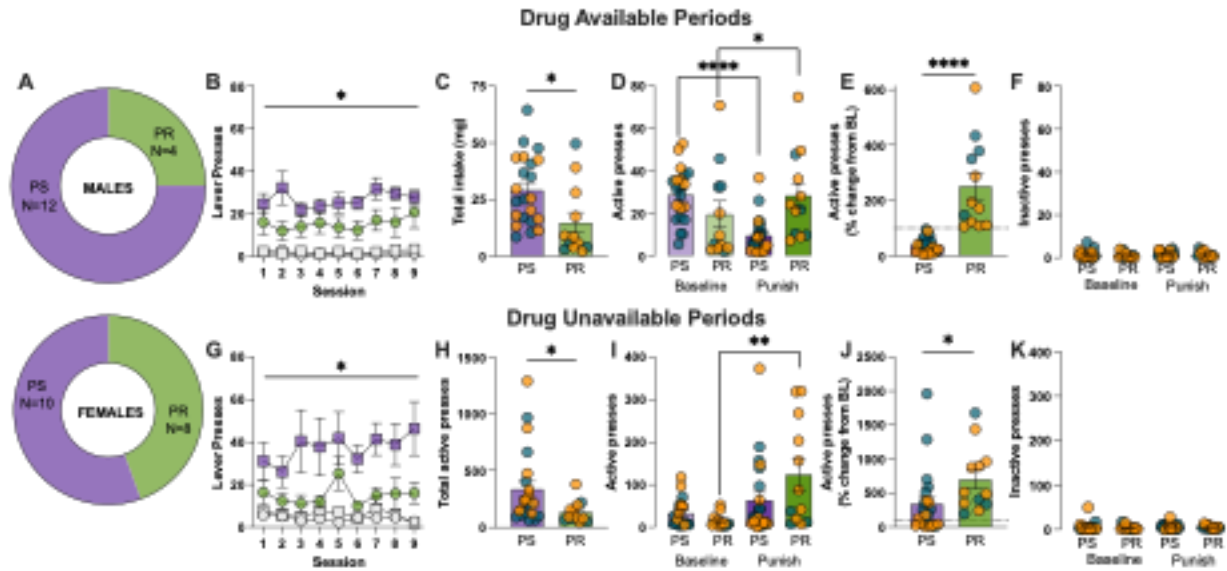 Drug Available Periods
A
PR
N=4
PS
N=12
MALES
B
*
Lever Presses
80
60
40
20
0
1 2 3 4 5 6 7 8 9
Session
C
*
Total intake (mg)
75
50
25
0
PS PR
D
****
*
Active presses
80
60
40
20
0
PS PR PS PR
Baseline Punish
E
****
Active presses
(% change from BL)
600
400
200
0
PS PR
F
Inactive presses
80
60
40
20
0
PS PR PS PR
Baseline Punish
Drug Unavailable Periods
PS
N=10
FEMALES
PR
N=8
G
*
Lever Presses
80
60
40
20
0
1 2 3 4 5 6 7 8 9
Session
H
*
Total active presses
1500
1000
500
0
PS PR
I
**
Active presses
400
300
200
100
0
PS PR PS PR
Baseline Punish
J
*
Active presses
(% change from BL)
2500
2000
1500
1000
500
0
PS PR
K
Inactive presses
400
300
200
100
0
PS PR PS PR
Baseline Punish